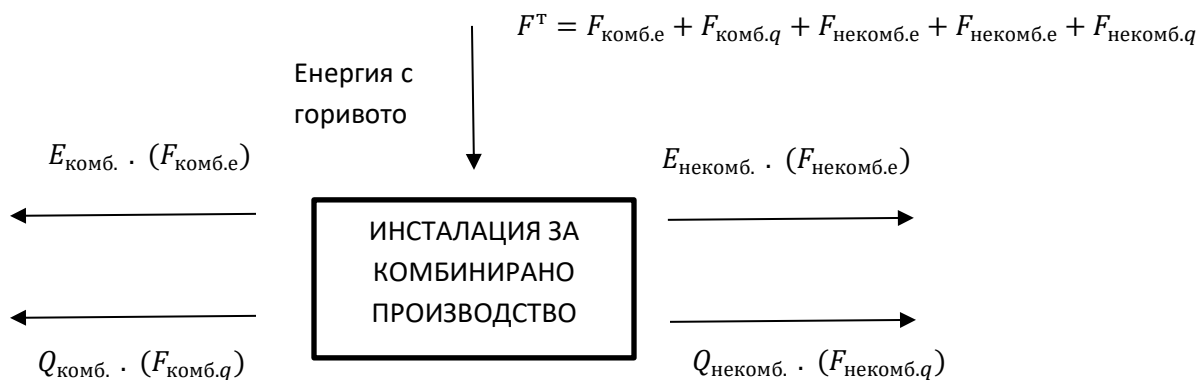 F^т = F_комб.е + F_комб.q + F_некомб.е + F_некомб.е + F_некомб.q
Енергия с
горивото
E_комб. . (F_комб.е)
E_некомб. . (F_некомб.е)
ИНСТАЛАЦИЯ ЗА
КОМБИНИРАНО
ПРОИЗВОДСТВО
Q_комб. . (F_комб.q)
Q_некомб. . (F_некомб.q)